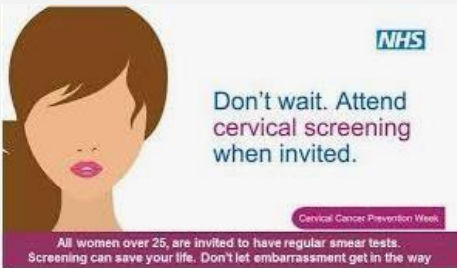 NHS
Don't wait. Attend
cervical screening
when invited.
Cervical Cancer Prevention Week
All women over 25, are invited to have regular smear tests.
Screening can save your life. Don't let embarrassment get in the way